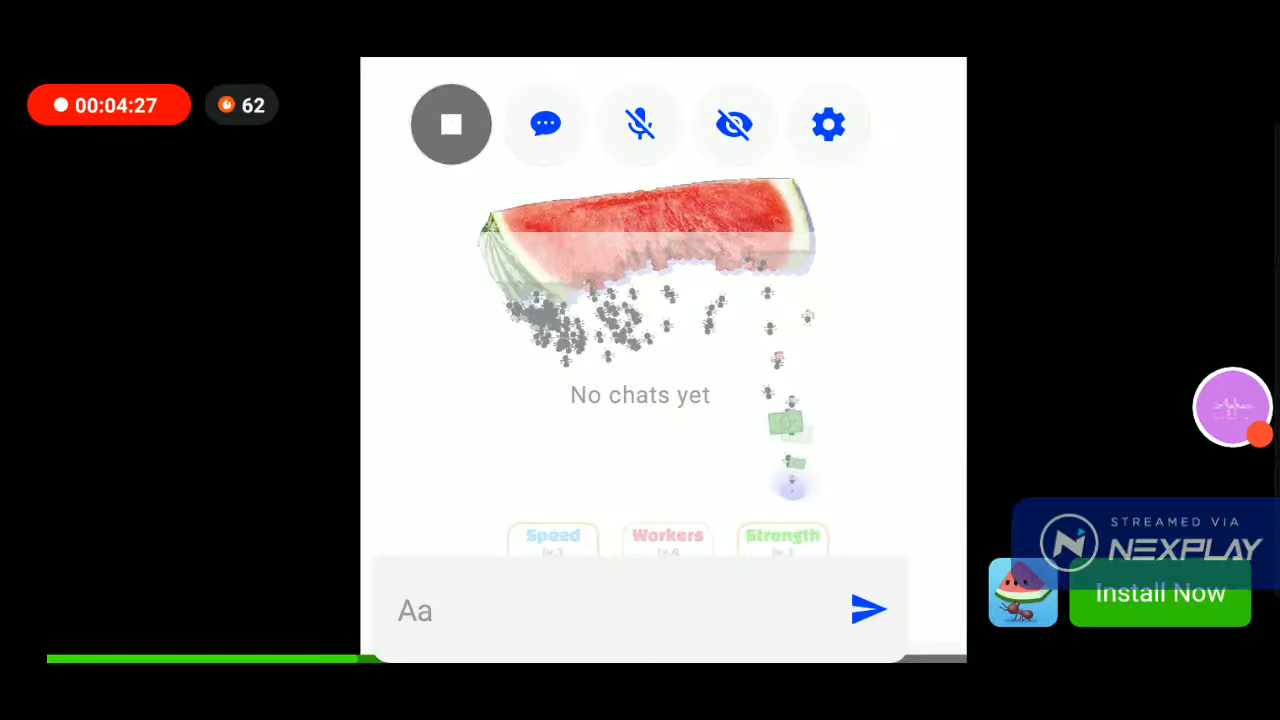 00:04:27
62
No chats yet
Speed
Workers
Strength
Aa
STREAMED VIA
NEXPLAY
Install Now